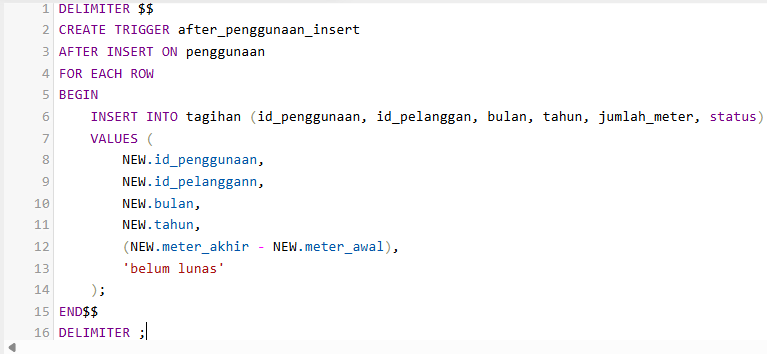 1 DELIMITER $$
2 CREATE TRIGGER after_penggunaan_insert
3 AFTER INSERT ON penggunaan
4 FOR EACH ROW
5 BEGIN
6     INSERT INTO tagihan (id_penggunaan, id_pelanggan, bulan, tahun, jumlah_meter, status)
7     VALUES (
8         NEW.id_penggunaan,
9         NEW.id_pelanggann,
10         NEW.bulan,
11         NEW.tahun,
12         (NEW.meter_akhir - NEW.meter_awal),
13         'belum lunas'
14     );
15 END$$
16 DELIMITER ;